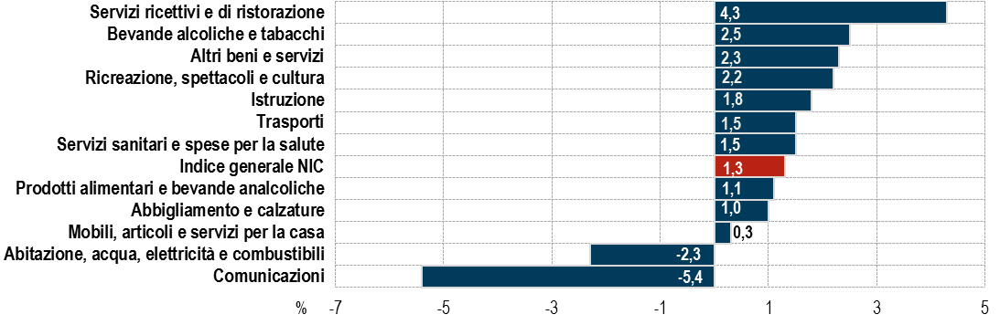 Servizi ricettivi e di ristorazione 4,3
Bevande alcoliche e tabacchi 2,5
Altri beni e servizi 2,3
Ricreazione, spettacoli e cultura 2,2
Istruzione 1,8
Trasporti 1,5
Servizi sanitari e spese per la salute 1,5
Indice generale NIC 1,3
Prodotti alimentari e bevande analcoliche 1,1
Abbigliamento e calzature 1,0
Mobili, articoli e servizi per la casa 0,3
Abitazione, acqua, elettricità e combustibili -2,3
Comunicazioni -5,4
% -7 -5 -3 -1 1 3 5